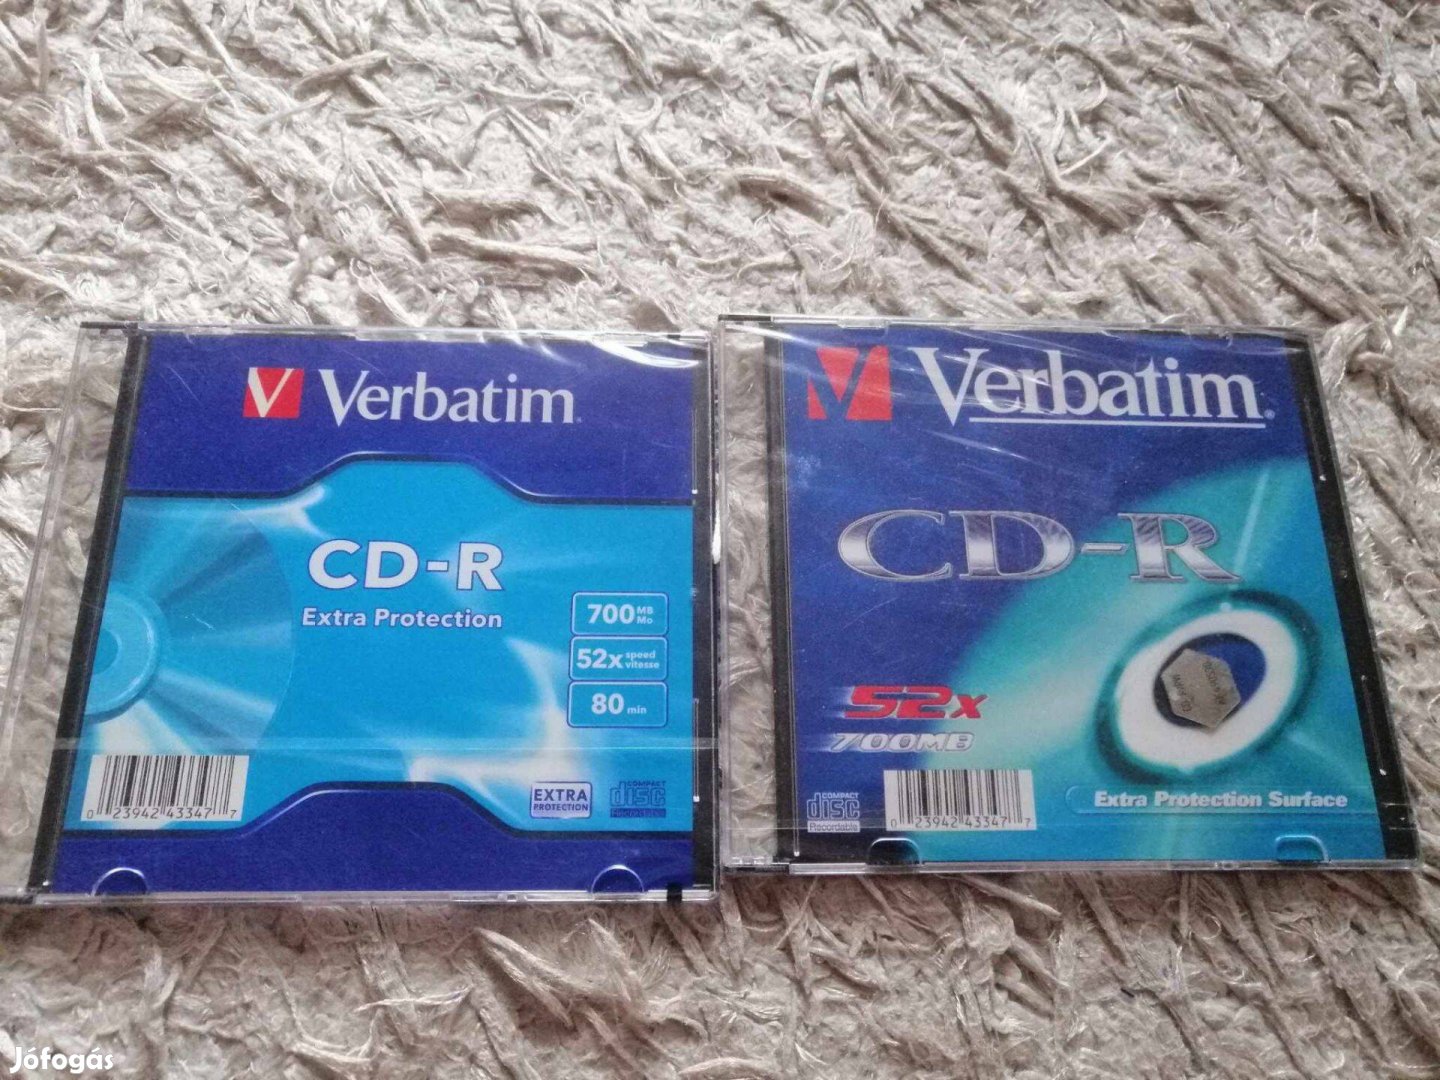 Verbatim
CD-R
Extra Protection
700 MB Mo
52x speed vitesse
80 min
0 23942 43347 7
EXTRA PROTECTION
COMPACT disc Recordable
Verbatim
CD-R
52x
700MB
COMPACT disc Recordable
0 23942 43347 7
Extra Protection Surface
Jófogás